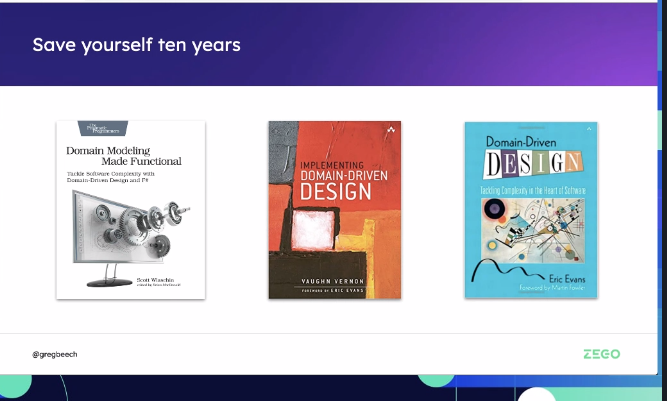 Save yourself ten years
The
Pragmatic
Programmers
Domain Modeling
Made Functional
Tackle Software Complexity with
Domain-Driven Design and F#
Scott Wlaschin
IMPLEMENTING
DOMAIN-DRIVEN
DESIGN
VAUGHN VERNON
FOREWORD BY ERIC EVANS
Domain-Driven
DESIGN
Tackling Complexity in the Heart of Software
Eric Evans
Foreword by Martin Fowler
@gregbeech
ZEGO